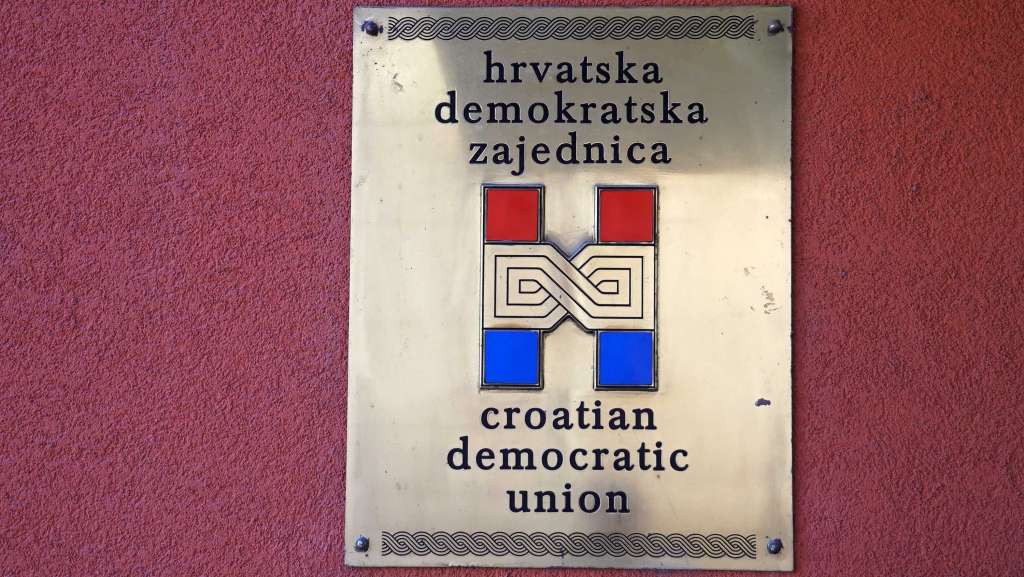 hrvatska
demokratska
zajednica
croatian
democratic
union